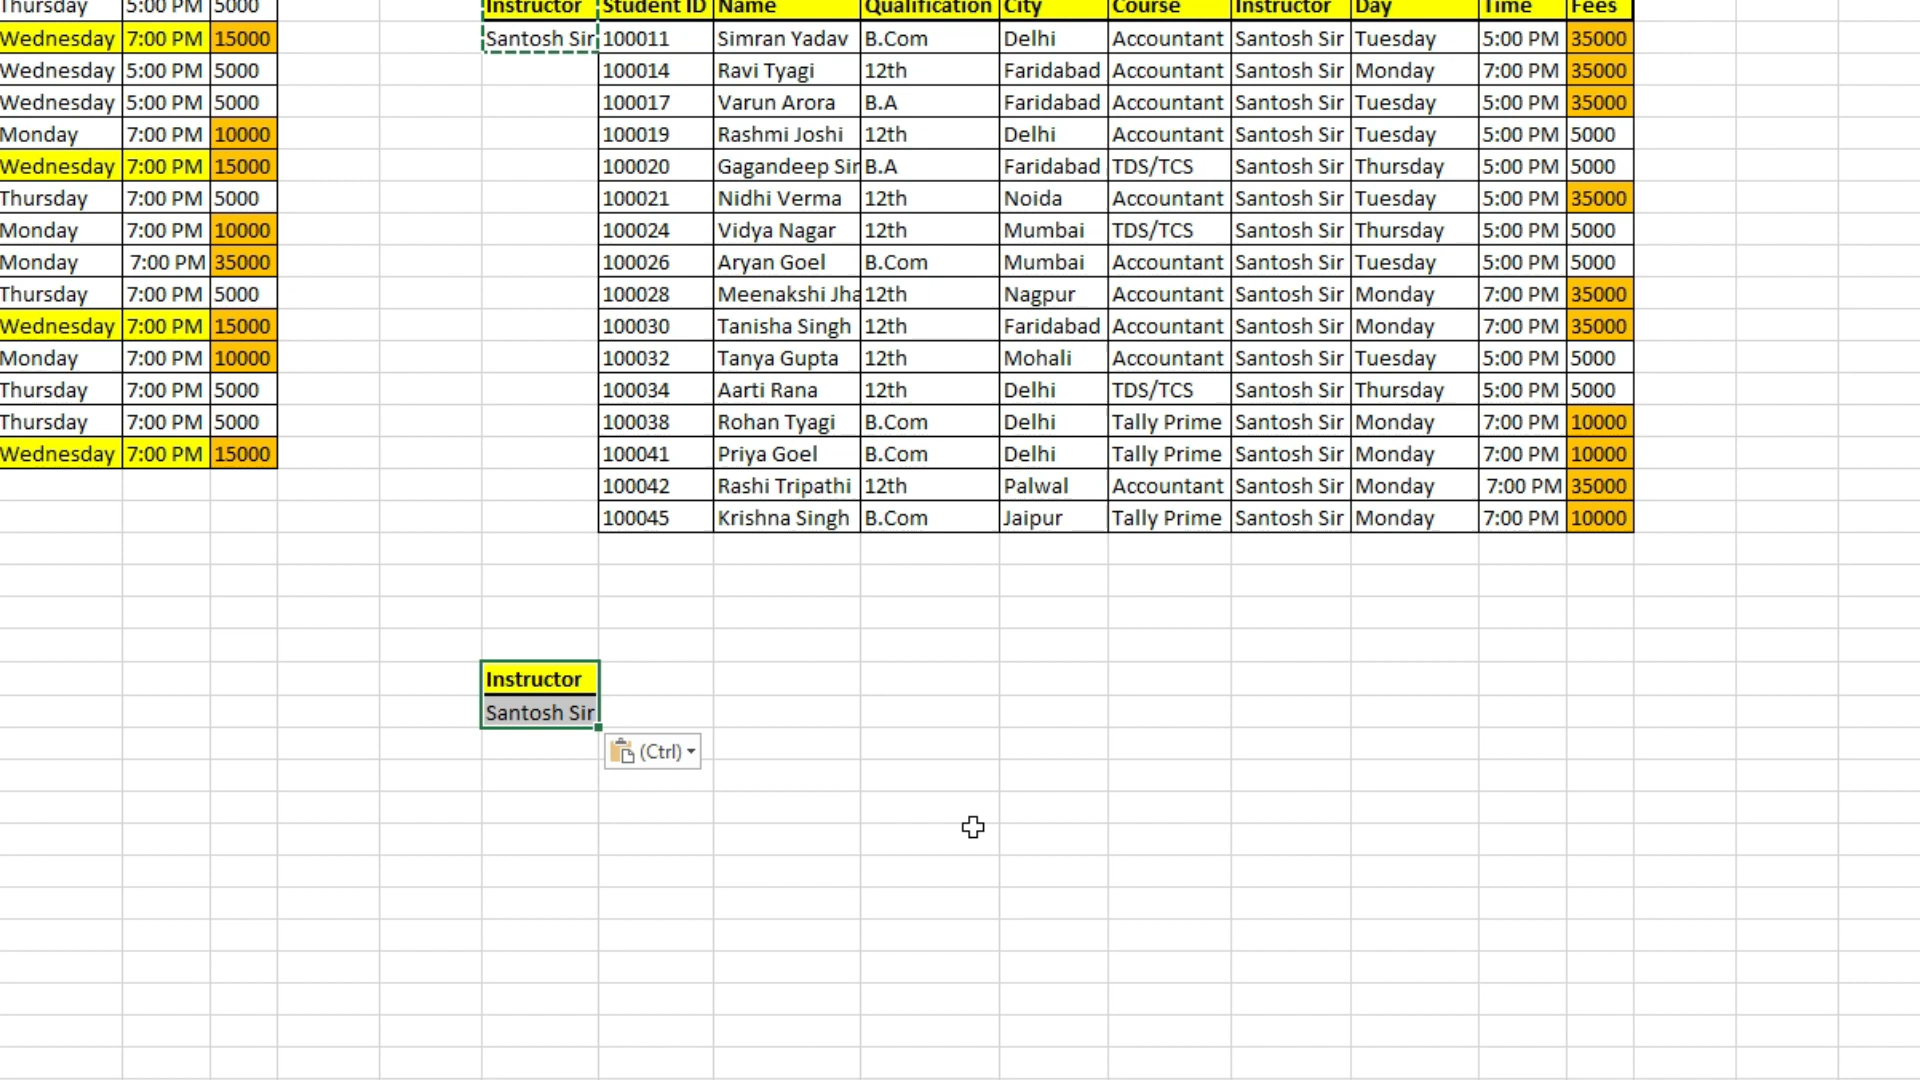 Thursday 5:00 PM 5000 Instructor Student ID Name Qualification City Course Instructor Day Time Fees
Wednesday 7:00 PM 15000 Santosh Sir 100011 Simran Yadav B.Com Delhi Accountant Santosh Sir Tuesday 5:00 PM 35000
Wednesday 5:00 PM 5000 100014 Ravi Tyagi 12th Faridabad Accountant Santosh Sir Monday 7:00 PM 35000
Wednesday 5:00 PM 5000 100017 Varun Arora B.A Faridabad Accountant Santosh Sir Tuesday 5:00 PM 35000
Monday 7:00 PM 10000 100019 Rashmi Joshi 12th Delhi Accountant Santosh Sir Tuesday 5:00 PM 5000
Wednesday 7:00 PM 15000 100020 Gagandeep Sin B.A Faridabad TDS/TCS Santosh Sir Thursday 5:00 PM 5000
Thursday 7:00 PM 5000 100021 Nidhi Verma 12th Noida Accountant Santosh Sir Tuesday 5:00 PM 35000
Monday 7:00 PM 10000 100024 Vidya Nagar 12th Mumbai TDS/TCS Santosh Sir Thursday 5:00 PM 5000
Monday 7:00 PM 35000 100026 Aryan Goel B.Com Mumbai Accountant Santosh Sir Tuesday 5:00 PM 5000
Thursday 7:00 PM 5000 100028 Meenakshi Jha 12th Nagpur Accountant Santosh Sir Monday 7:00 PM 35000
Wednesday 7:00 PM 15000 100030 Tanisha Singh 12th Faridabad Accountant Santosh Sir Monday 7:00 PM 35000
Monday 7:00 PM 10000 100032 Tanya Gupta 12th Mohali Accountant Santosh Sir Tuesday 5:00 PM 5000
Thursday 7:00 PM 5000 100034 Aarti Rana 12th Delhi TDS/TCS Santosh Sir Thursday 5:00 PM 5000
Thursday 7:00 PM 5000 100038 Rohan Tyagi B.Com Delhi Tally Prime Santosh Sir Monday 7:00 PM 10000
Wednesday 7:00 PM 15000 100041 Priya Goel B.Com Delhi Tally Prime Santosh Sir Monday 7:00 PM 10000
100042 Rashi Tripathi 12th Palwal Accountant Santosh Sir Monday 7:00 PM 35000
100045 Krishna Singh B.Com Jaipur Tally Prime Santosh Sir Monday 7:00 PM 10000
Instructor
Santosh Sir
(Ctrl)